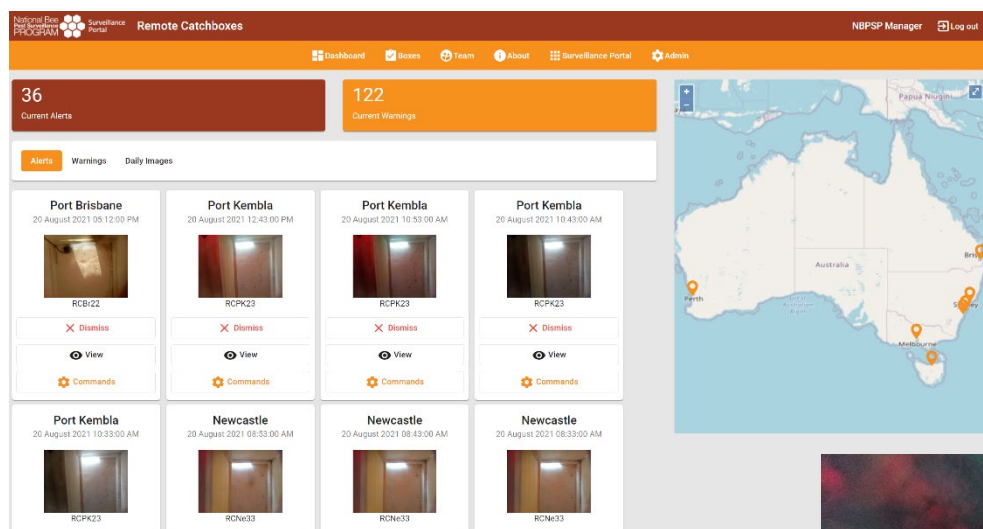 National Bee
Pest Surveillance
PROGRAM
Surveillance
Portal
Remote Catchboxes
NBPSP Manager
Log out
Dashboard
Boxes
Team
About
Surveillance Portal
Admin
36
Current Alerts
122
Current Warnings
Alerts
Warnings
Daily Images
Port Brisbane
20 August 2021 05:12:00 PM
RCBr22
Dismiss
View
Commands
Port Kembla
20 August 2021 12:43:00 PM
RCPK23
Dismiss
View
Commands
Port Kembla
20 August 2021 10:53:00 AM
RCPK23
Dismiss
View
Commands
Port Kembla
20 August 2021 10:43:00 AM
RCPK23
Dismiss
View
Commands
Port Kembla
20 August 2021 10:33:00 AM
RCPK23
Newcastle
20 August 2021 08:53:00 AM
RCNe33
Newcastle
20 August 2021 08:43:00 AM
RCNe33
Newcastle
20 August 2021 08:33:00 AM
RCNe33
+
−
Papua Niugini
Australia
Perth
Melbourne